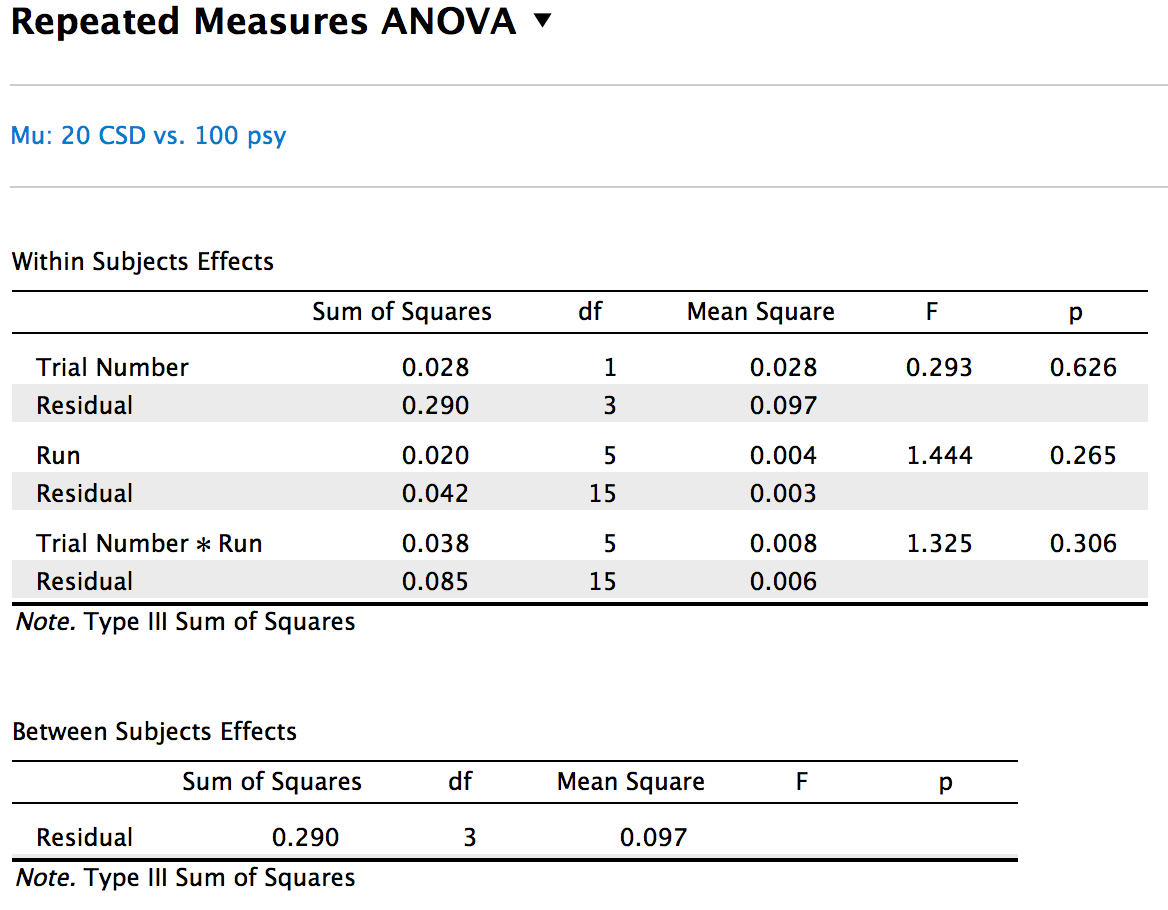 Repeated Measures ANOVA ▼
Mu: 20 CSD vs. 100 psy
Within Subjects Effects
Sum of Squares df Mean Square F p
Trial Number 0.028 1 0.028 0.293 0.626
Residual 0.290 3 0.097
Run 0.020 5 0.004 1.444 0.265
Residual 0.042 15 0.003
Trial Number * Run 0.038 5 0.008 1.325 0.306
Residual 0.085 15 0.006
Note. Type III Sum of Squares
Between Subjects Effects
Sum of Squares df Mean Square F p
Residual 0.290 3 0.097
Note. Type III Sum of Squares